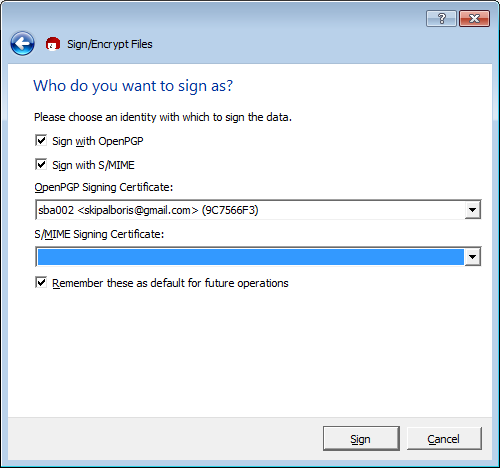 Sign/Encrypt Files
Who do you want to sign as?
Please choose an identity with which to sign the data.
Sign with OpenPGP
Sign with S/MIME
OpenPGP Signing Certificate:
sba002 <skipalboris@gmail.com> (9C7566F3)
S/MIME Signing Certificate:
Remember these as default for future operations
Sign Cancel